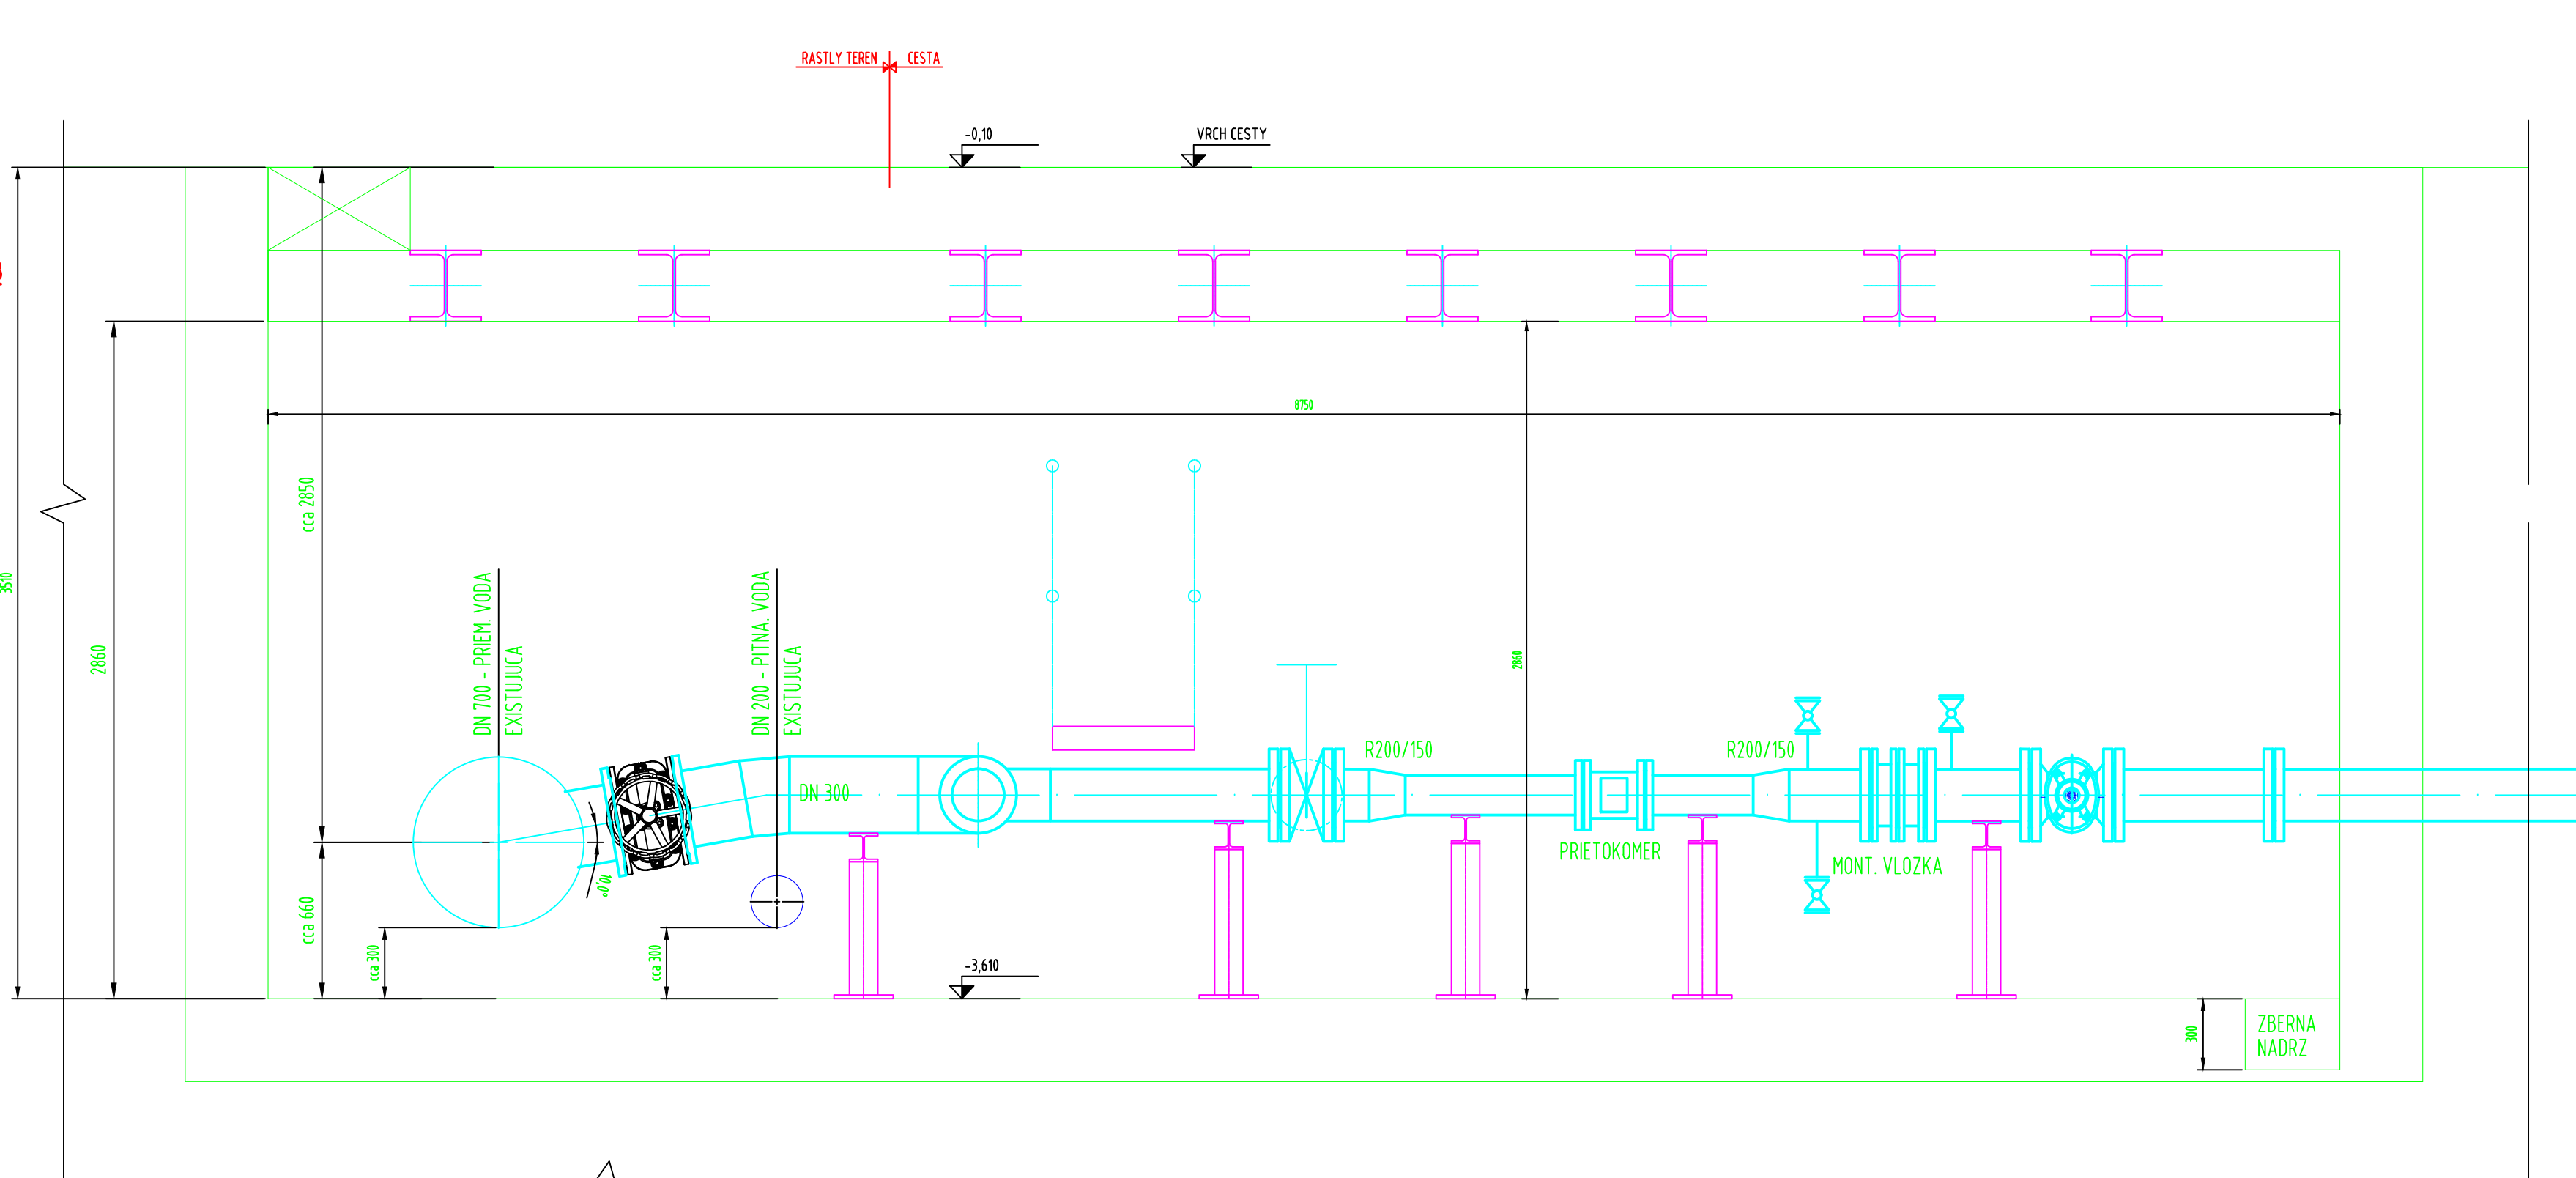 RASTLY TEREN
CESTA
-0,10
VRCH CESTY
8750
cca 2850
3510
2860
2860
DN 700 - PRIEM. VODA
EXISTUJUCA
DN 200 - PITNA. VODA
EXISTUJUCA
R200/150
R200/150
DN 300
PRIETOKOMER
MONT. VLOZKA
10,0°
cca 660
cca 300
cca 300
-3,610
300
ZBERNA
NADRZ